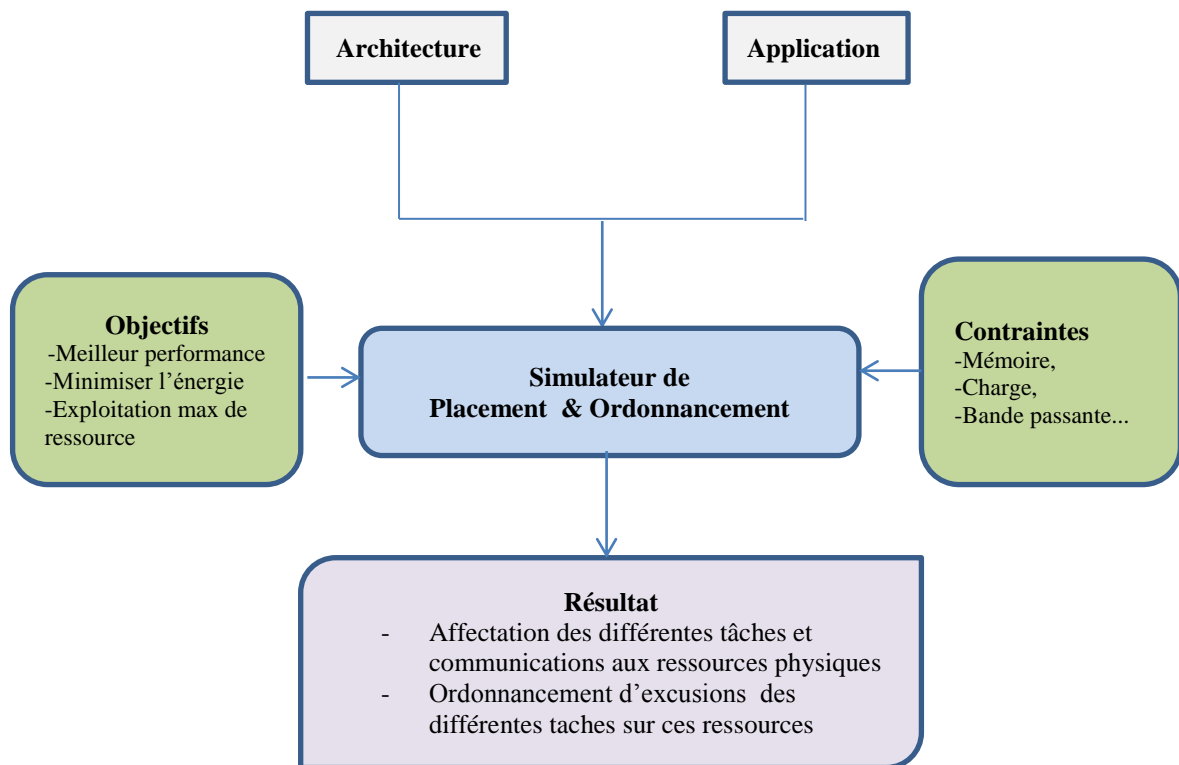 Architecture
Application
Objectifs
-Meilleur performance
-Minimiser l’énergie
-Exploitation max de
ressource
Simulateur de
Placement & Ordonnancement
Contraintes
-Mémoire,
-Charge,
-Bande passante...
Résultat
- Affectation des différentes tâches et
communications aux ressources physiques
- Ordonnancement d’excusions des
différentes taches sur ces ressources